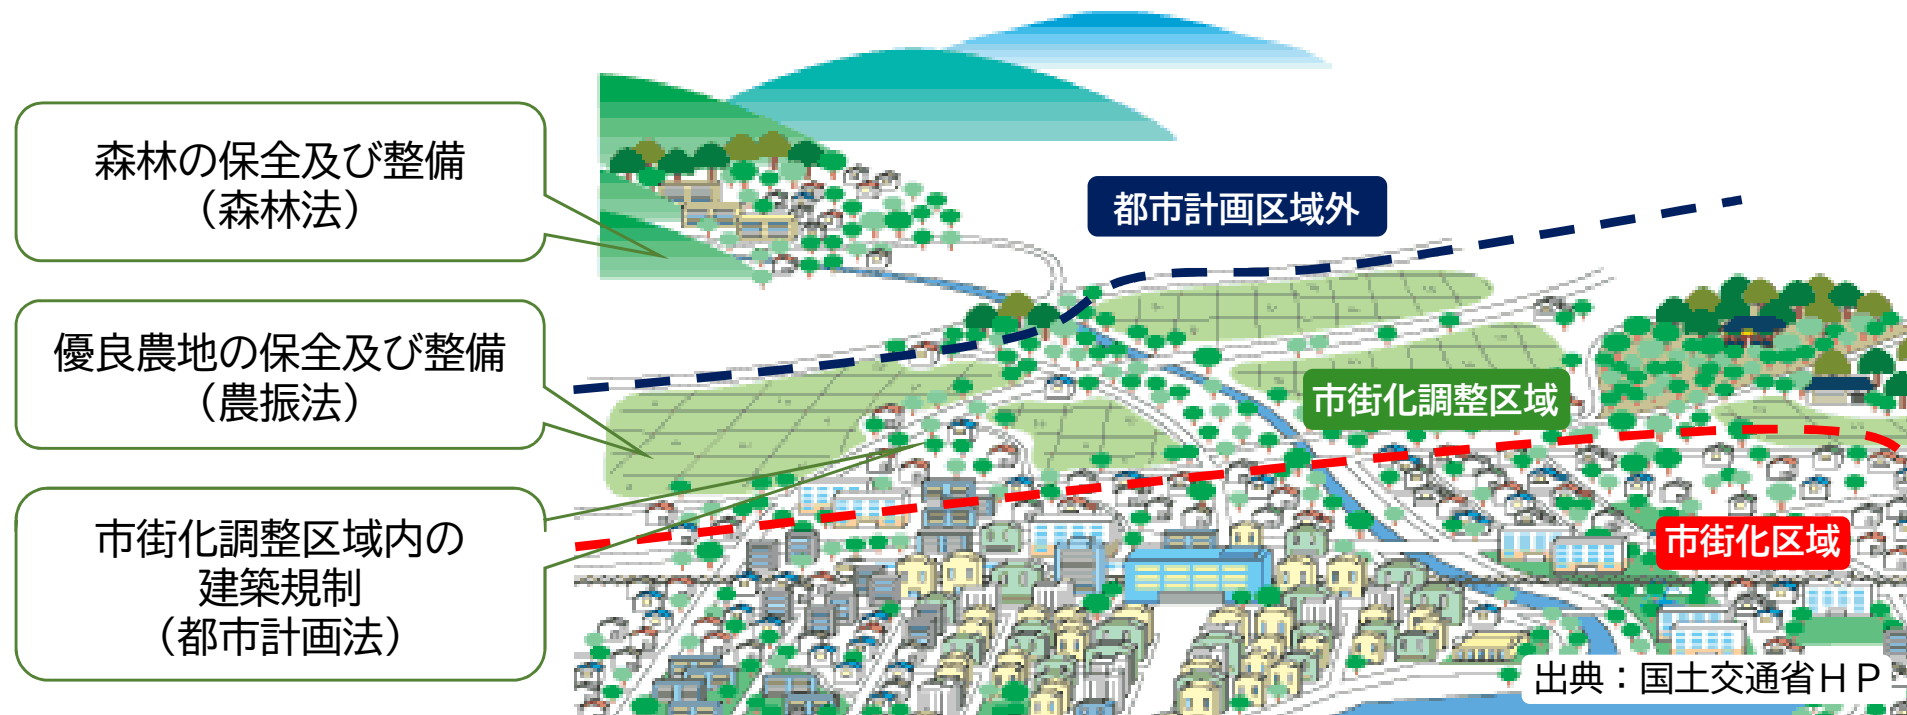 森林の保全及び整備
（森林法）
優良農地の保全及び整備
（農振法）
市街化調整区域内の
建築規制
（都市計画法）
都市計画区域外
市街化調整区域
市街化区域
出典：国土交通省ＨＰ